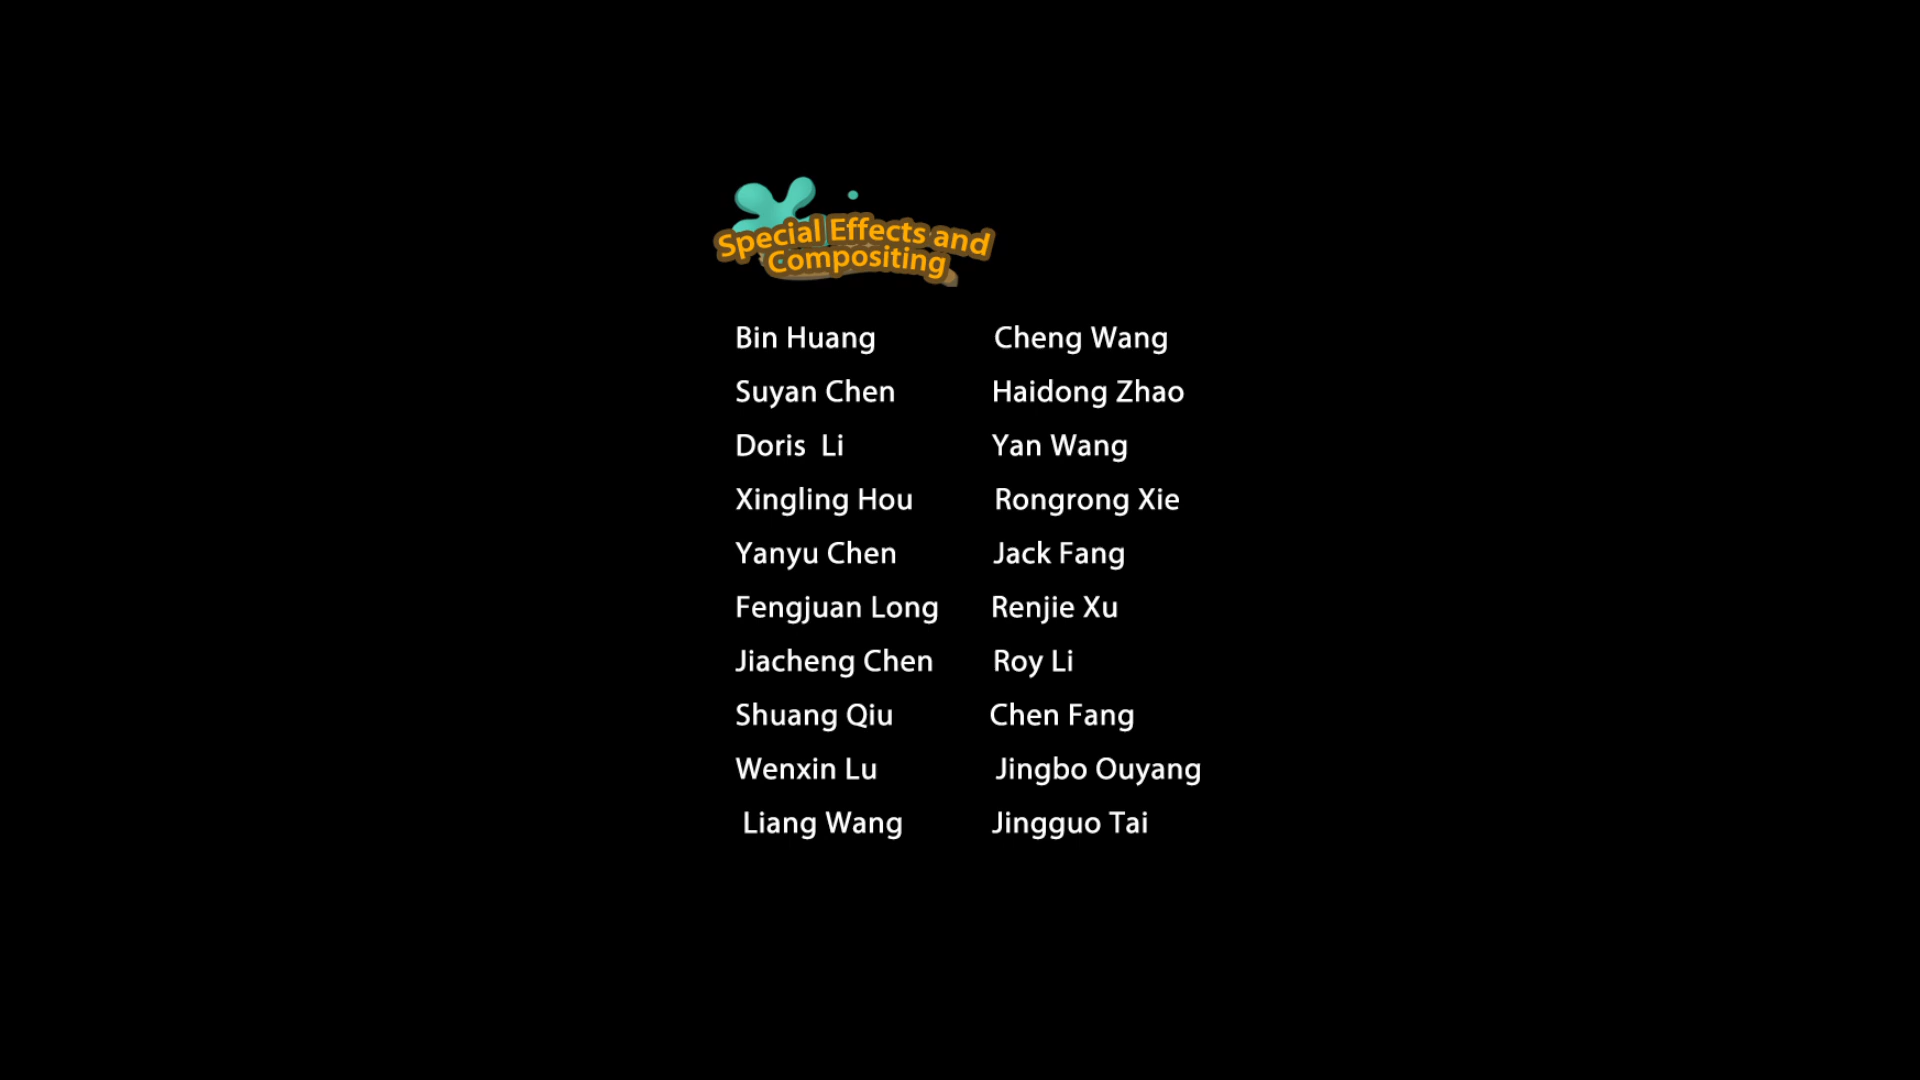 Special Effects and
Compositing
Bin Huang Cheng Wang
Suyan Chen Haidong Zhao
Doris Li Yan Wang
Xingling Hou Rongrong Xie
Yanyu Chen Jack Fang
Fengjuan Long Renjie Xu
Jiacheng Chen Roy Li
Shuang Qiu Chen Fang
Wenxin Lu Jingbo Ouyang
Liang Wang Jingguo Tai